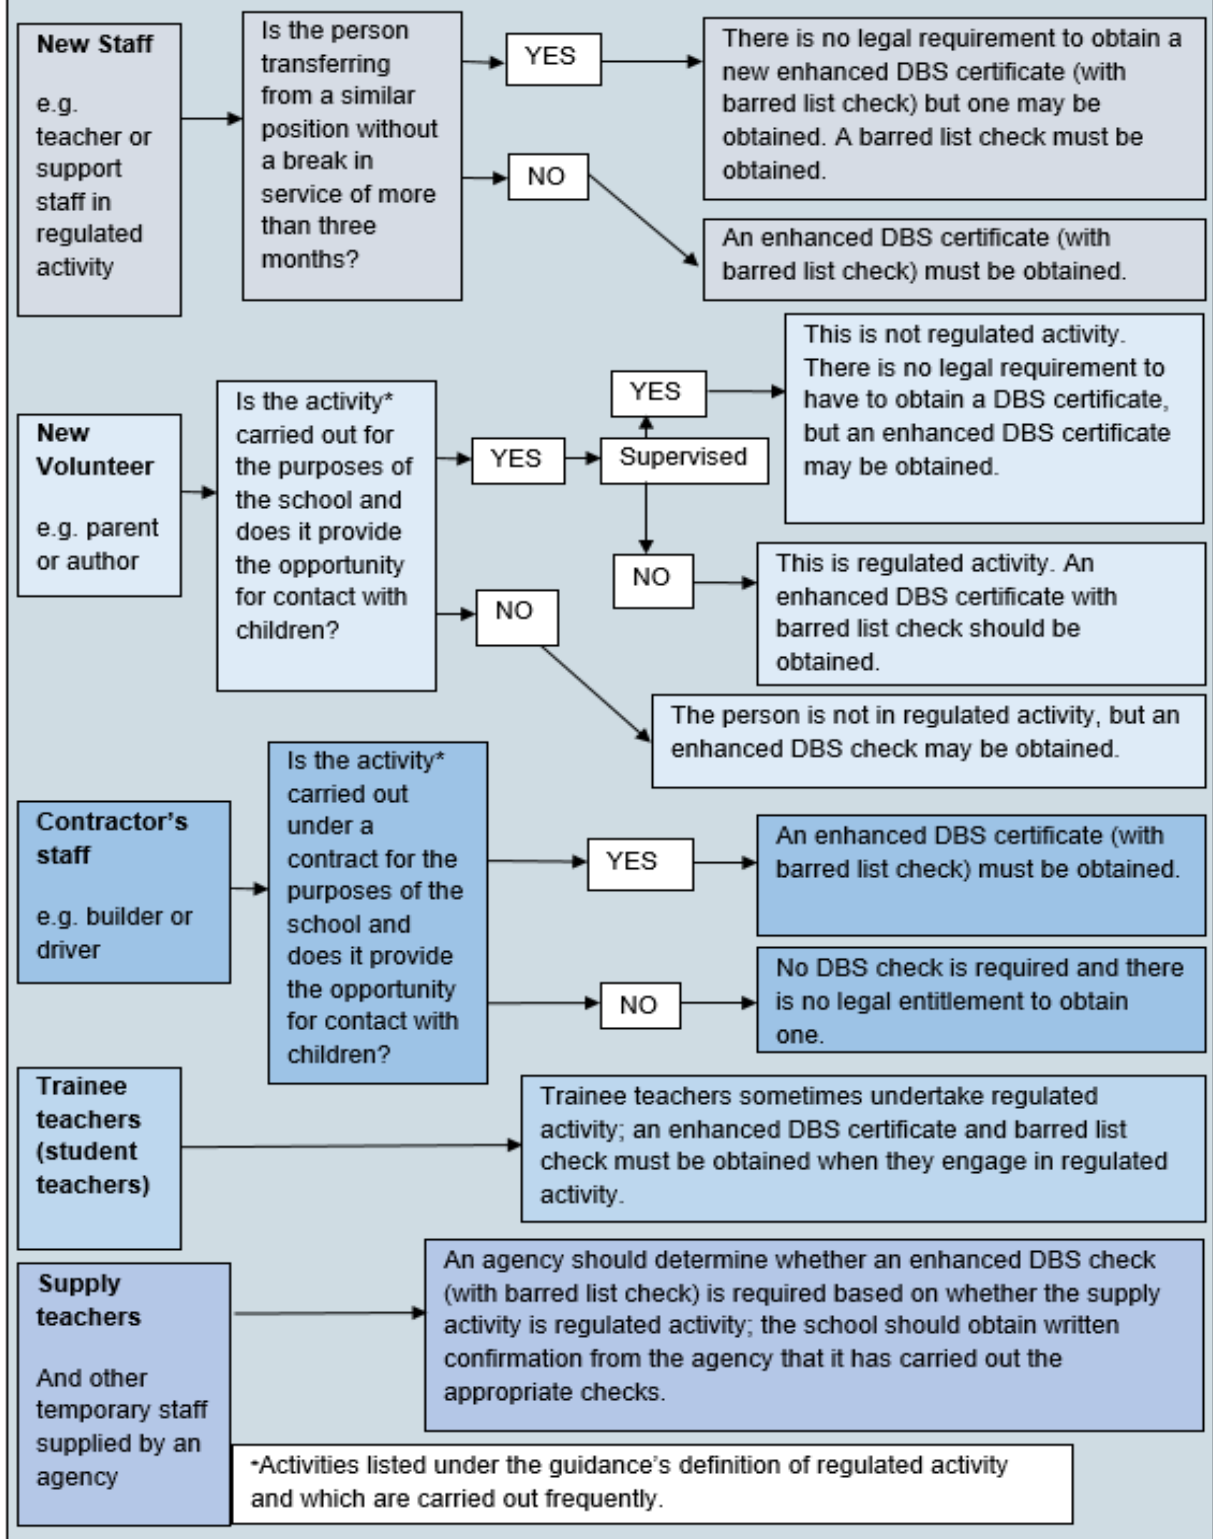 New Staff
e.g.
teacher or
support
staff in
regulated
activity
Is the person
transferring
from a similar
position without
a break in
service of more
than three
months?
YES
There is no legal requirement to obtain a
new enhanced DBS certificate (with
barred list check) but one may be
obtained. A barred list check must be
obtained.
NO
An enhanced DBS certificate (with
barred list check) must be obtained.
New
Volunteer
e.g. parent
or author
Is the activity*
carried out for
the purposes of
the school and
does it provide
the opportunity
for contact with
children?
YES
Supervised
YES
This is not regulated activity.
There is no legal requirement to
have to obtain a DBS certificate,
but an enhanced DBS certificate
may be obtained.
NO
This is regulated activity. An
enhanced DBS certificate with
barred list check should be
obtained.
NO
The person is not in regulated activity, but an
enhanced DBS check may be obtained.
Contractor's
staff
e.g. builder or
driver
Is the activity*
carried out
under a
contract for the
purposes of the
school and
does it provide
the opportunity
for contact with
children?
YES
An enhanced DBS certificate (with
barred list check) must be obtained.
NO
No DBS check is required and there
is no legal entitlement to obtain
one.
Trainee
teachers
(student
teachers)
Trainee teachers sometimes undertake regulated
activity; an enhanced DBS certificate and barred list
check must be obtained when they engage in regulated
activity.
Supply
teachers
And other
temporary staff
supplied by an
agency
An agency should determine whether an enhanced DBS check
(with barred list check) is required based on whether the supply
activity is regulated activity; the school should obtain written
confirmation from the agency that it has carried out the
appropriate checks.
*Activities listed under the guidance's definition of regulated activity
and which are carried out frequently.